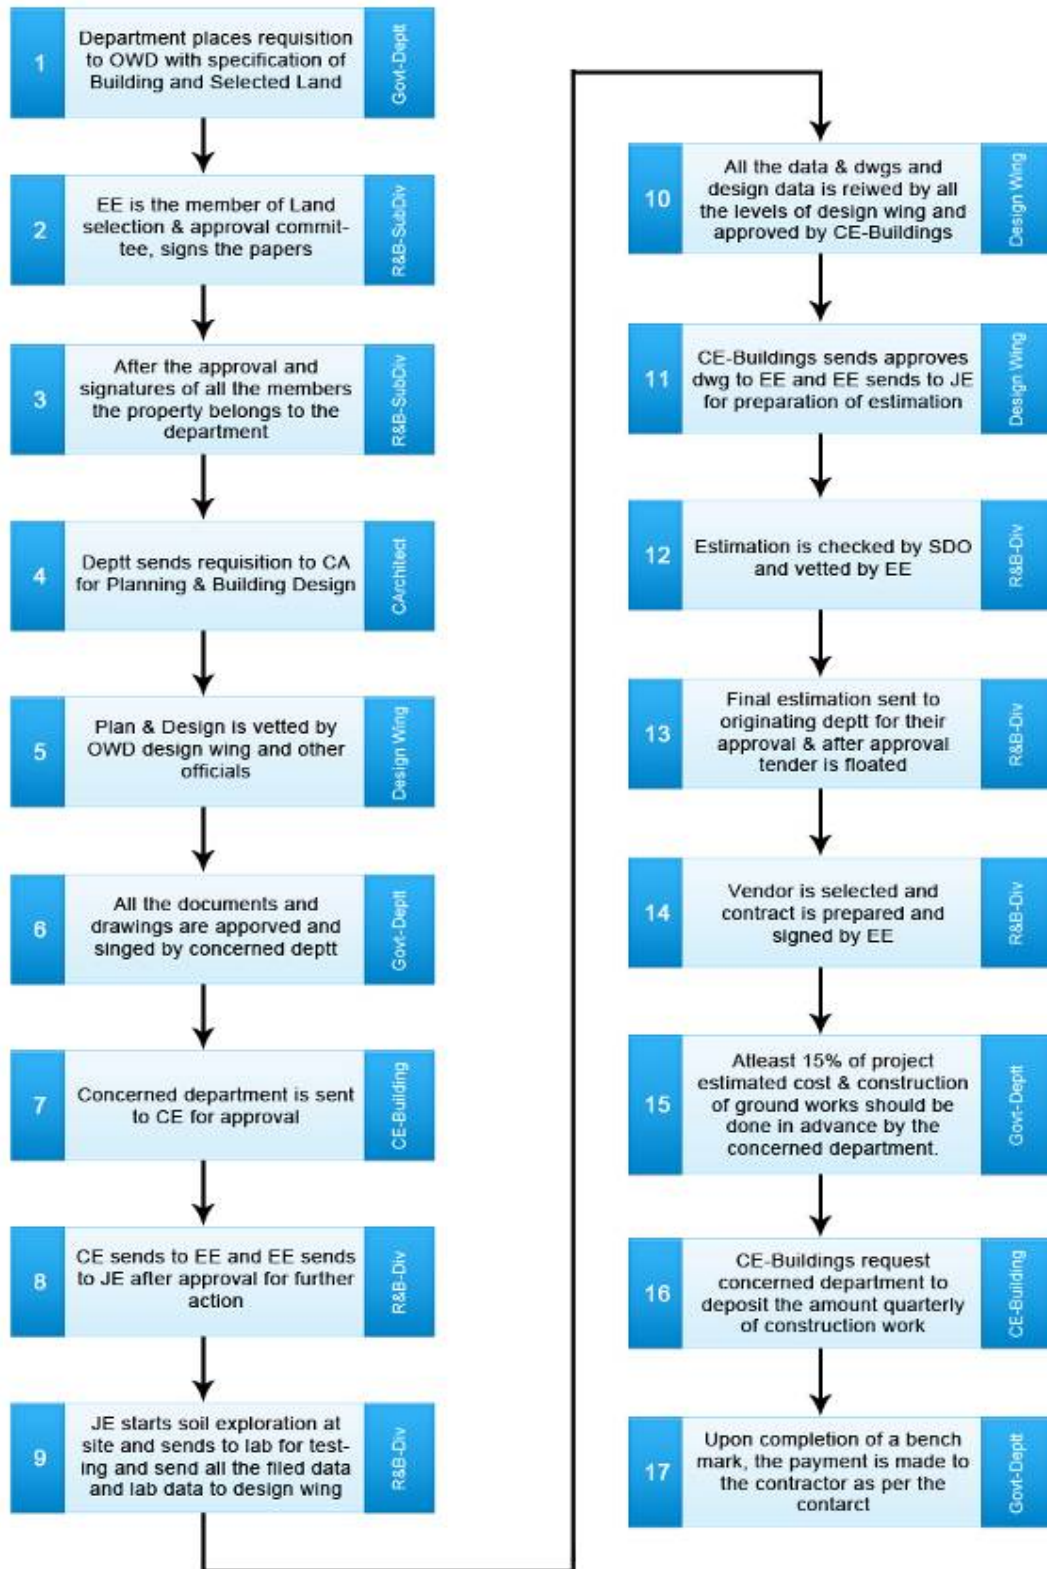 1
Department places requisition
to OWD with specification of
Building and Selected Land
Govt-Deptt
2
EE is the member of Land
selection & approval commit-
tee, signs the papers
R&B-SubDiv
3
After the approval and
signatures of all the members
the property belongs to the
department
R&B-SubDiv
4
Deptt sends requisition to CA
for Planning & Building Design
CArchitect
5
Plan & Design is vetted by
OWD design wing and other
officials
Design Wing
6
All the documents and
drawings are apporved and
singed by concerned deptt
Govt-Deptt
7
Concerned department is sent
to CE for approval
CE-Building
8
CE sends to EE and EE sends
to JE after approval for further
action
R&B-Div
9
JE starts soil exploration at
site and sends to lab for test-
ing and send all the filed data
and lab data to design wing
R&B-Div
10
All the data & dwgs and
design data is reiwed by all
the levels of design wing and
approved by CE-Buildings
Design Wing
11
CE-Buildings sends approves
dwg to EE and EE sends to JE
for preparation of estimation
Design Wing
12
Estimation is checked by SDO
and vetted by EE
R&B-Div
13
Final estimation sent to
originating deptt for their
approval & after approval
tender is floated
R&B-Div
14
Vendor is selected and
contract is prepared and
signed by EE
R&B-Div
15
Atleast 15% of project
estimated cost & construction
of ground works should be
done in advance by the
concerned department.
Govt-Deptt
16
CE-Buildings request
concerned department to
deposit the amount quarterly
of construction work
CE-Building
17
Upon completion of a bench
mark, the payment is made to
the contractor as per the
contarct
Govt-Deptt